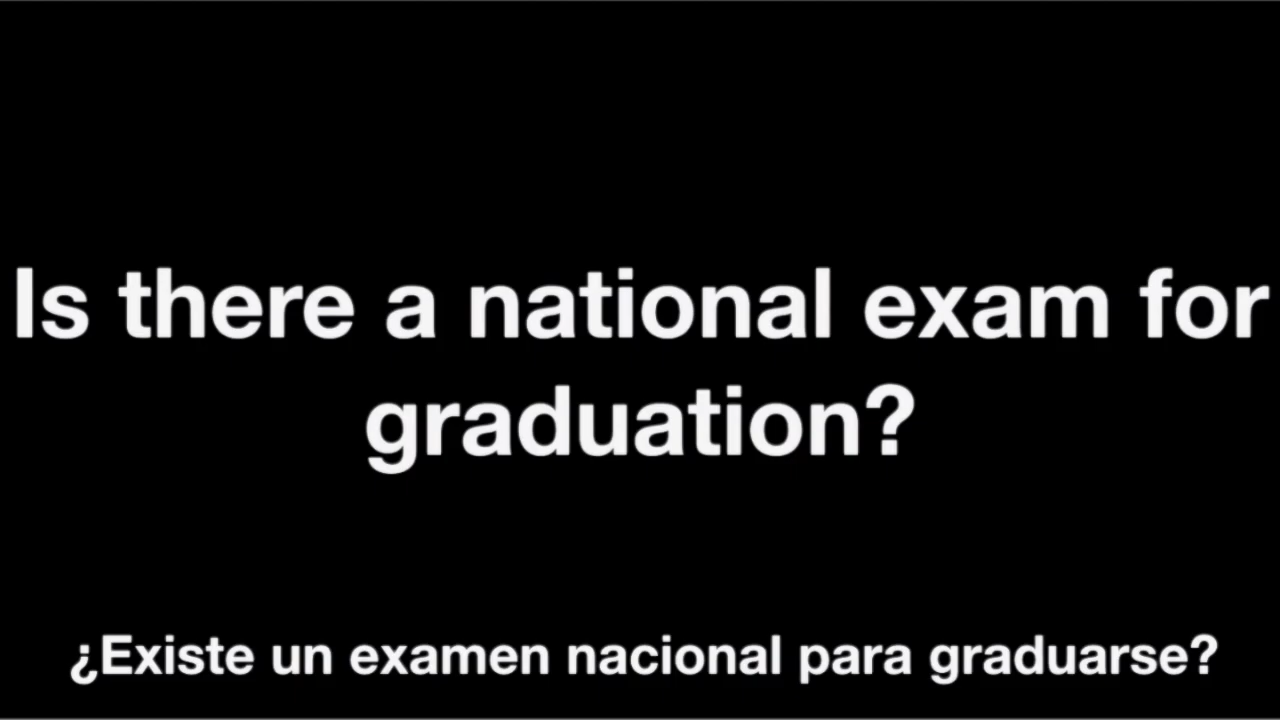 Is there a national exam for
graduation?
¿Existe un examen nacional para graduarse?